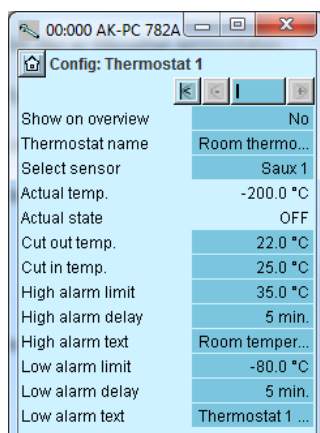 00:000 AK-PC 782A
Config: Thermostat 1
Show on overview No
Thermostat name Room thermo...
Select sensor Saux 1
Actual temp. -200.0 °C
Actual state OFF
Cut out temp. 22.0 °C
Cut in temp. 25.0 °C
High alarm limit 35.0 °C
High alarm delay 5 min.
High alarm text Room temper...
Low alarm limit -80.0 °C
Low alarm delay 5 min.
Low alarm text Thermostat 1 ...